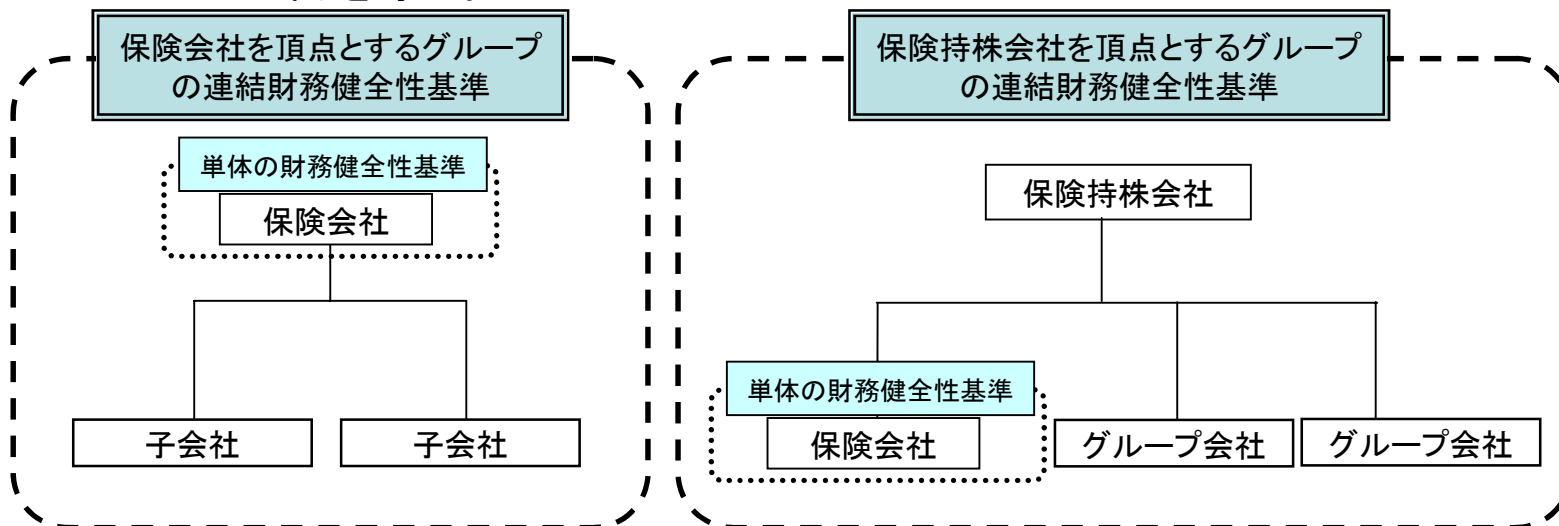 保険会社を頂点とするグループ
の連結財務健全性基準
単体の財務健全性基準
保険会社
子会社
子会社
保険持株会社を頂点とするグループ
の連結財務健全性基準
保険持株会社
単体の財務健全性基準
保険会社
グループ会社
グループ会社